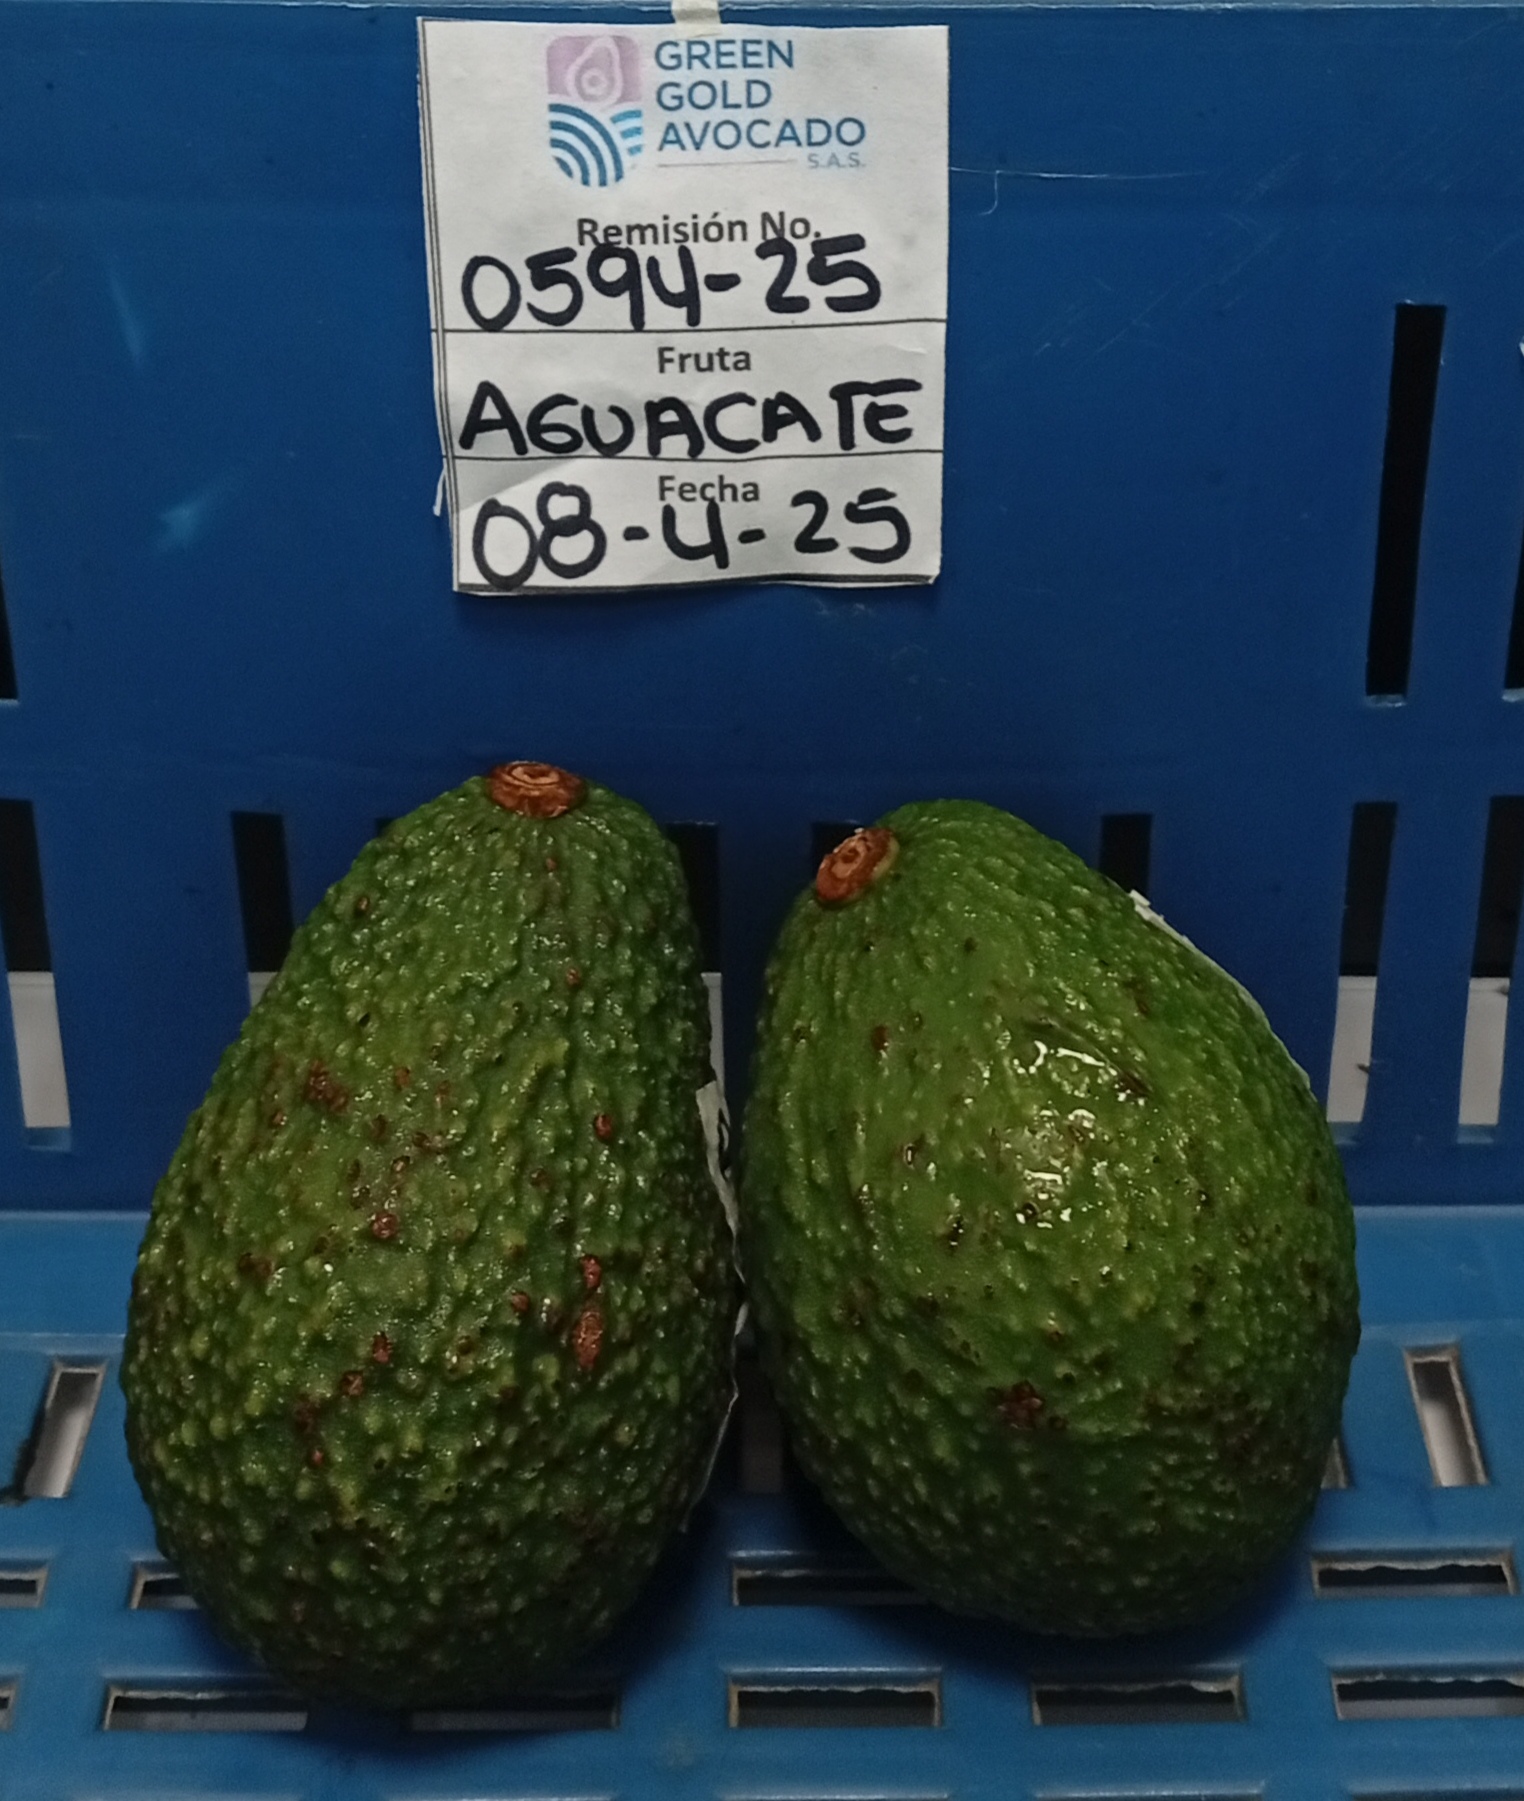 GREEN
GOLD
AVOCADO
S.A.S.
Remisión No.
0594-25
Fruta
AGUACATE
Fecha
08-4-25